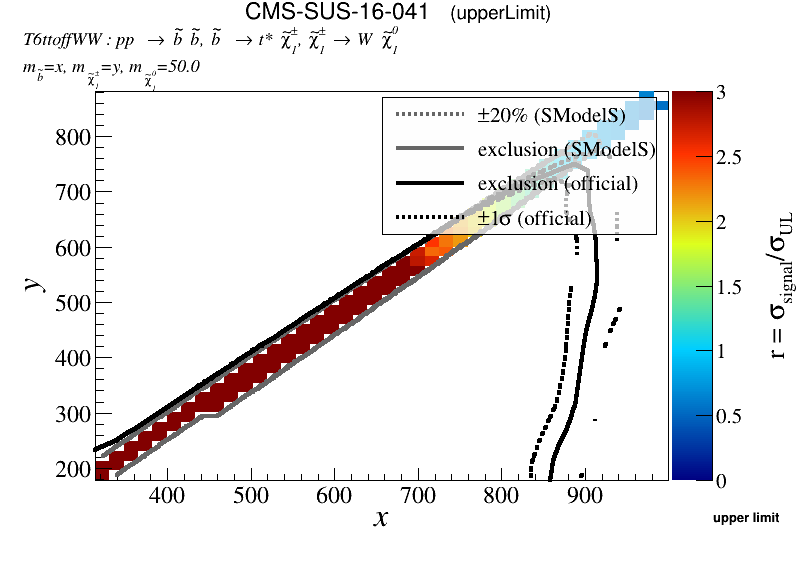 CMS-SUS-16-041 (upperLimit)
T6ttoffWW : pp → b̃ b̃, b̃ → t* χ̃₁±, χ̃₁± → W χ̃₁⁰
m_b̃=x, m_χ̃₁±=y, m_χ̃₁⁰=50.0
±20% (SModelS)
exclusion (SModelS)
exclusion (official)
±1σ (official)
800
700
600
500
400
300
200
y
400 500 600 700 800 900
x
3
2.5
2
1.5
1
0.5
0
r = σ_signal/σ_UL
upper limit